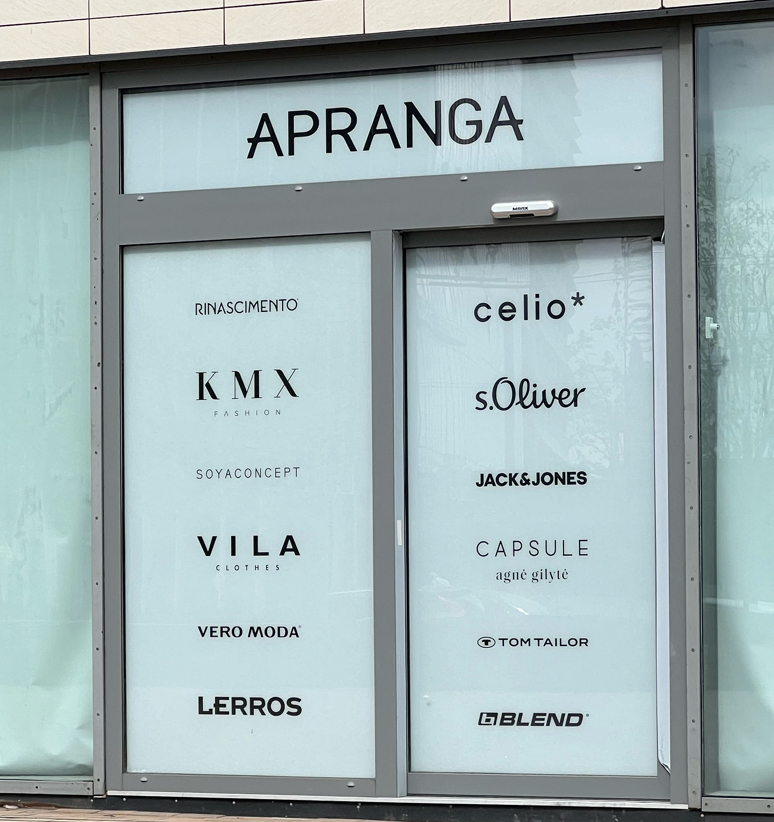 APRANGA
RINASCIMENTO
KMX
FASHION
SOYACONCEPT
VILA
CLOTHES
VERO MODA
LERROS
celio*
s.Oliver
JACK&JONES
CAPSULE
agnė gilytė
TOM TAILOR
BLEND